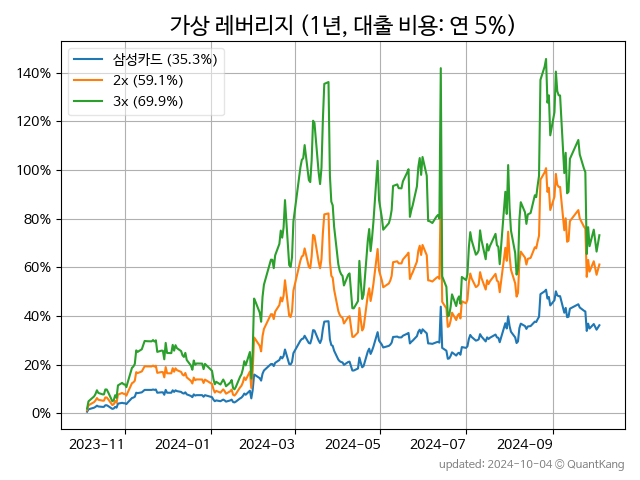 가상 레버리지 (1년, 대출 비용: 연 5%)
삼성카드 (35.3%)
2x (59.1%)
3x (69.9%)
140%
120%
100%
80%
60%
40%
20%
0%
2023-11
2024-01
2024-03
2024-05
2024-07
2024-09
updated: 2024-10-04 © QuantKang